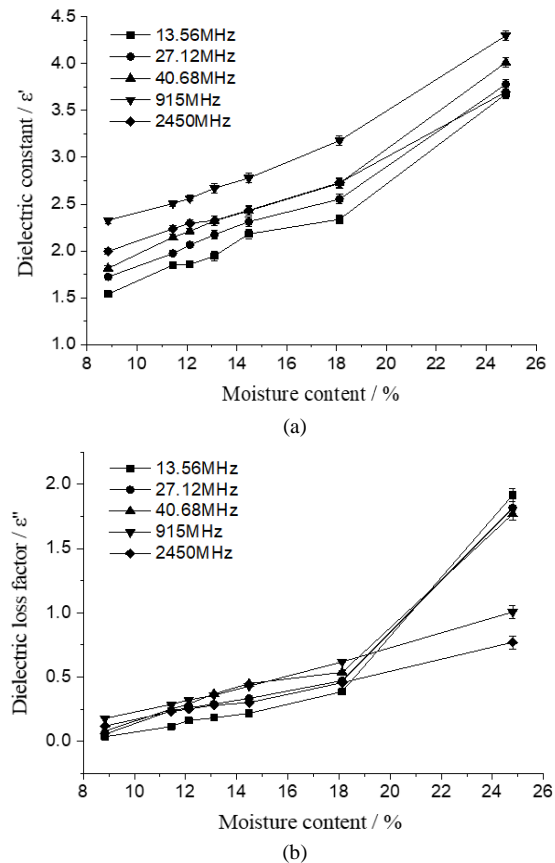 13.56MHz
27.12MHz
40.68MHz
915MHz
2450MHz
4.5
4.0
3.5
3.0
2.5
2.0
1.5
1.0
Dielectric constant / ε'
8 10 12 14 16 18 20 22 24 26
Moisture content / %
(a)
13.56MHz
27.12MHz
40.68MHz
915MHz
2450MHz
2.0
1.5
1.0
0.5
0.0
Dielectric loss factor / ε"
8 10 12 14 16 18 20 22 24 26
Moisture content / %
(b)